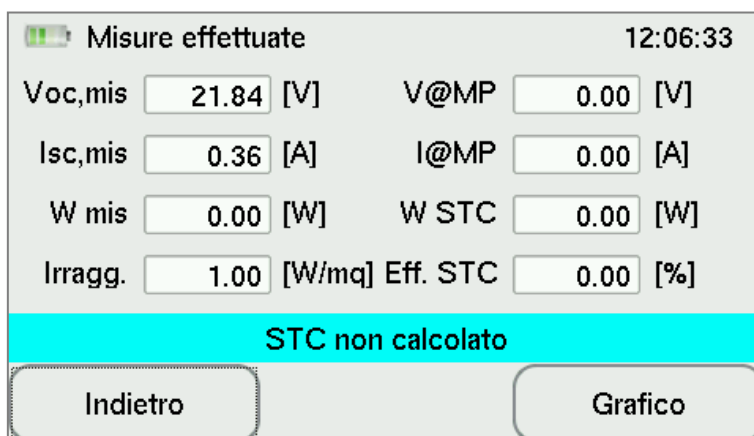 Misure effettuate 12:06:33
Voc,mis 21.84 [V] V@MP 0.00 [V]
Isc,mis 0.36 [A] I@MP 0.00 [A]
W mis 0.00 [W] W STC 0.00 [W]
Irragg. 1.00 [W/mq] Eff. STC 0.00 [%]
STC non calcolato
Indietro Grafico